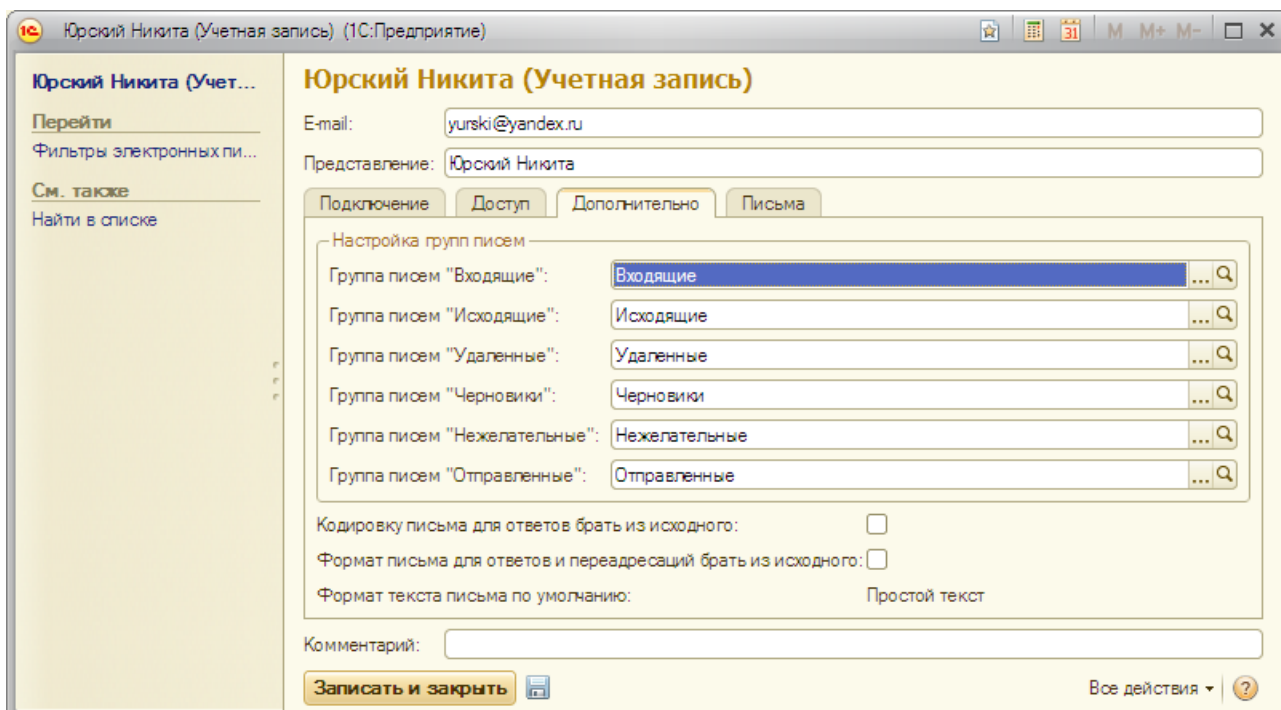 Юрский Никита (Учетная запись) (1С:Предприятие)
31 M M+ M-
Юрский Никита (Учет...
Перейти
Фильтры электронных пи...
См. также
Найти в списке
Юрский Никита (Учетная запись)
E-mail: yurski@yandex.ru
Представление: Юрский Никита
Подключение Доступ Дополнительно Письма
Настройка групп писем
Группа писем "Входящие": Входящие ...
Группа писем "Исходящие": Исходящие ...
Группа писем "Удаленные": Удаленные ...
Группа писем "Черновики": Черновики ...
Группа писем "Нежелательные": Нежелательные ...
Группа писем "Отправленные": Отправленные ...
Кодировку письма для ответов брать из исходного:
Формат письма для ответов и переадресаций брать из исходного:
Формат текста письма по умолчанию: Простой текст
Комментарий:
Записать и закрыть Все действия ?